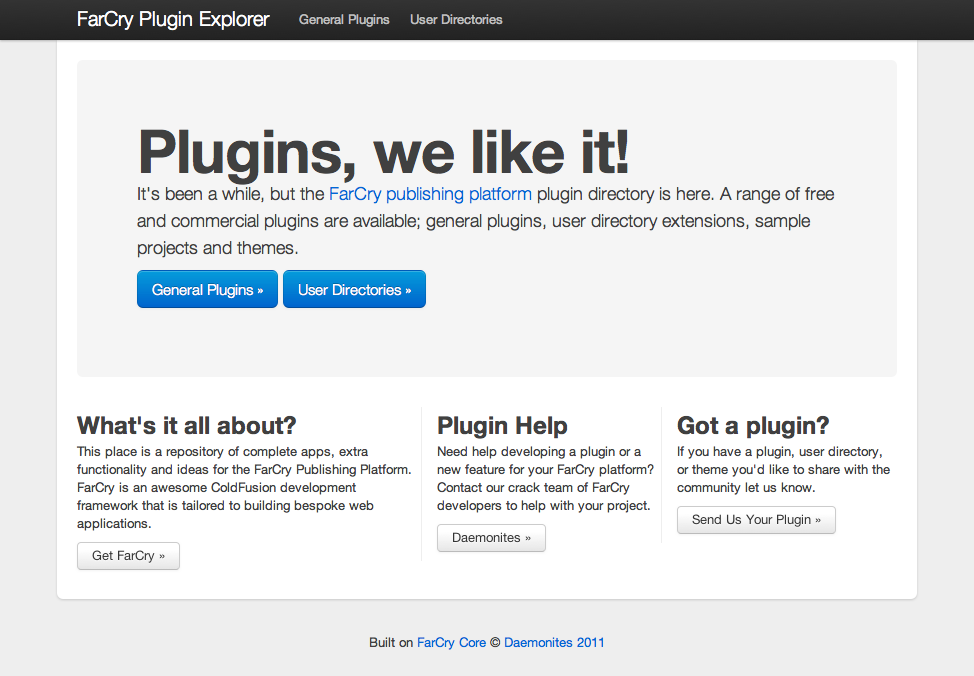 FarCry Plugin Explorer General Plugins User Directories
Plugins, we like it!
It's been a while, but the FarCry publishing platform plugin directory is here. A range of free
and commercial plugins are available; general plugins, user directory extensions, sample
projects and themes.
General Plugins » User Directories »
What's it all about?
This place is a repository of complete apps, extra
functionality and ideas for the FarCry Publishing Platform.
FarCry is an awesome ColdFusion development
framework that is tailored to building bespoke web
applications.
Get FarCry »
Plugin Help
Need help developing a plugin or a
new feature for your FarCry platform?
Contact our crack team of FarCry
developers to help with your project.
Daemonites »
Got a plugin?
If you have a plugin, user directory,
or theme you'd like to share with the
community let us know.
Send Us Your Plugin »
Built on FarCry Core © Daemonites 2011